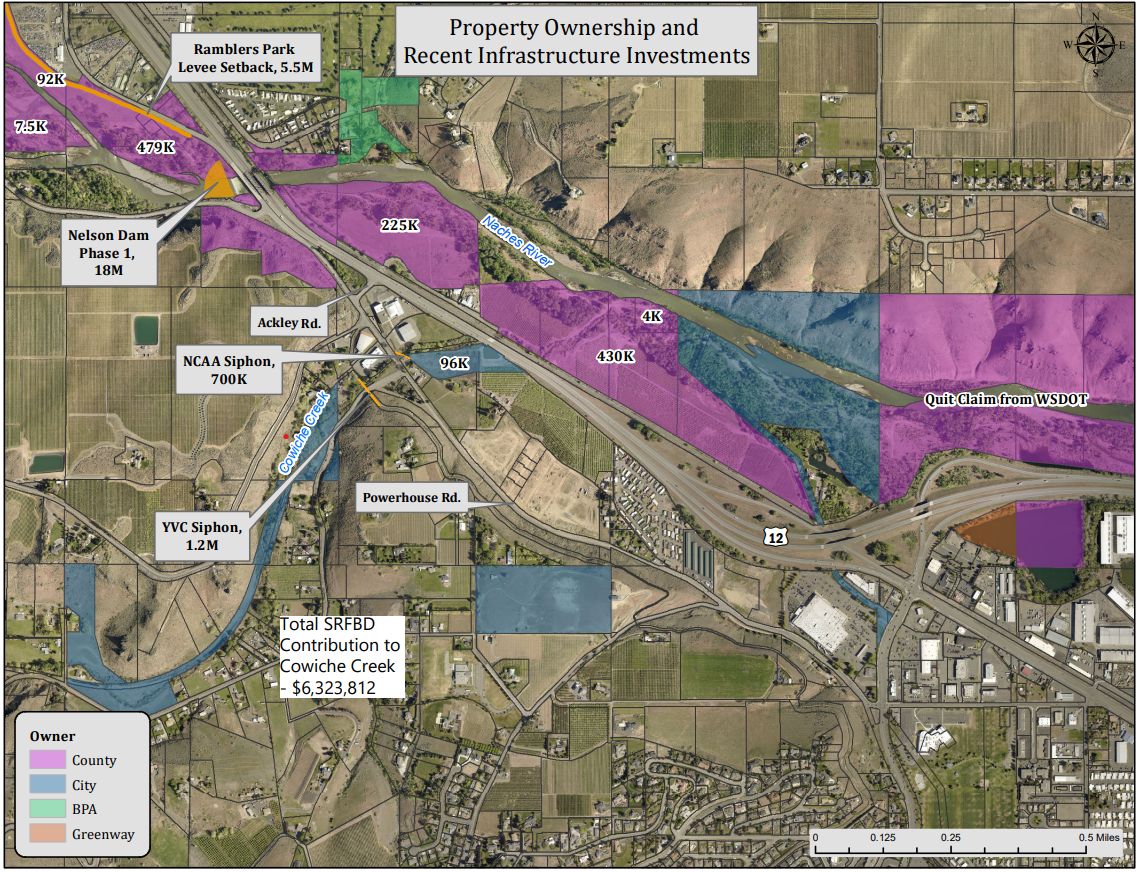 Property Ownership and
Recent Infrastructure Investments
N
W
E
S
Ramblers Park
Levee Setback, 5.5M
92K
7.5K
479K
Nelson Dam
Phase 1,
18M
225K
Naches River
Ackley Rd.
4K
NCAA Siphon,
700K
96K
430K
Quit Claim from WSDOT
Cowiche Creek
Powerhouse Rd.
YVC Siphon,
1.2M
12
Total SRFBD
Contribution to
Cowiche Creek
- $6,323,812
Owner
County
City
BPA
Greenway
0 0.125 0.25 0.5 Miles